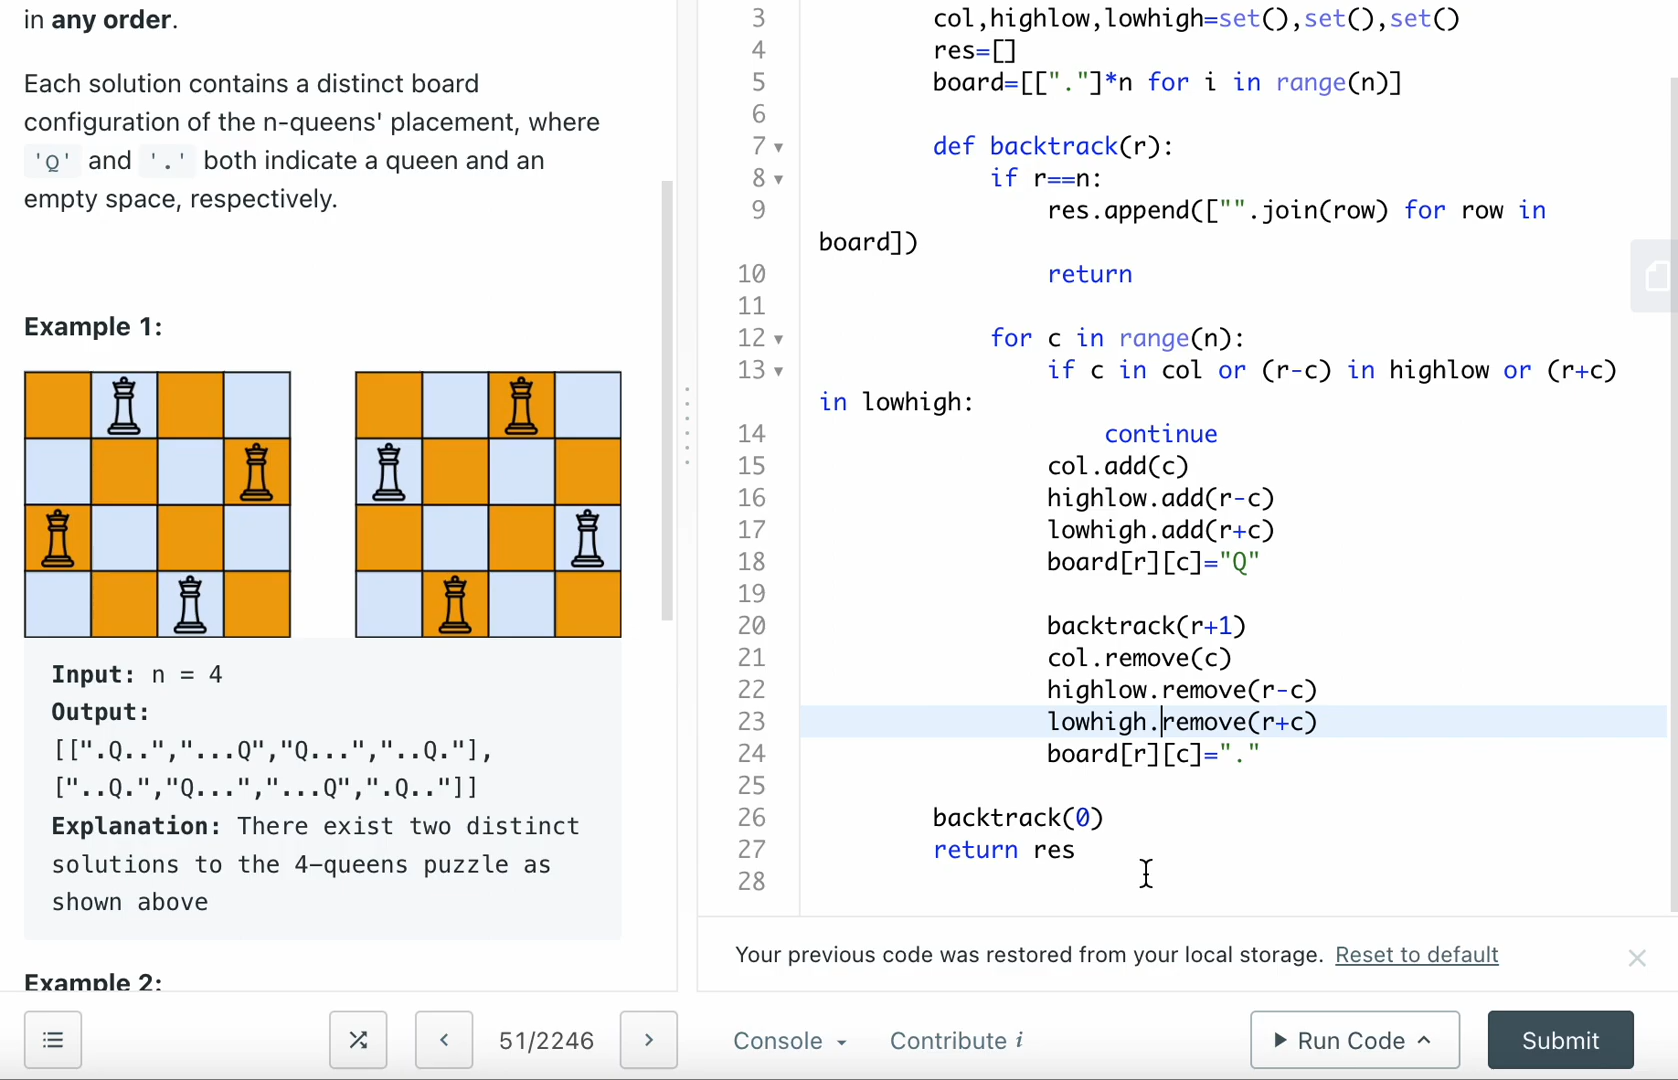 in any order.
Each solution contains a distinct board
configuration of the n-queens' placement, where
'Q' and '.' both indicate a queen and an
empty space, respectively.
Example 1:
Input: n = 4
Output:
[[".Q..","...Q","Q...","..Q."],
["..Q.","Q...","...Q",".Q.."]]
Explanation: There exist two distinct
solutions to the 4-queens puzzle as
shown above
Example 2:
51/2246
3 col,highlow,lowhigh=set(),set(),set()
4 res=[]
5 board=[["."]*n for i in range(n)]
6
7 def backtrack(r):
8 if r==n:
9 res.append(["".join(row) for row in
board])
10 return
11
12 for c in range(n):
13 if c in col or (r-c) in highlow or (r+c)
in lowhigh:
14 continue
15 col.add(c)
16 highlow.add(r-c)
17 lowhigh.add(r+c)
18 board[r][c]="Q"
19
20 backtrack(r+1)
21 col.remove(c)
22 highlow.remove(r-c)
23 lowhigh.remove(r+c)
24 board[r][c]="."
25
26 backtrack(0)
27 return res
28
Your previous code was restored from your local storage. Reset to default
Console Contribute i Run Code Submit